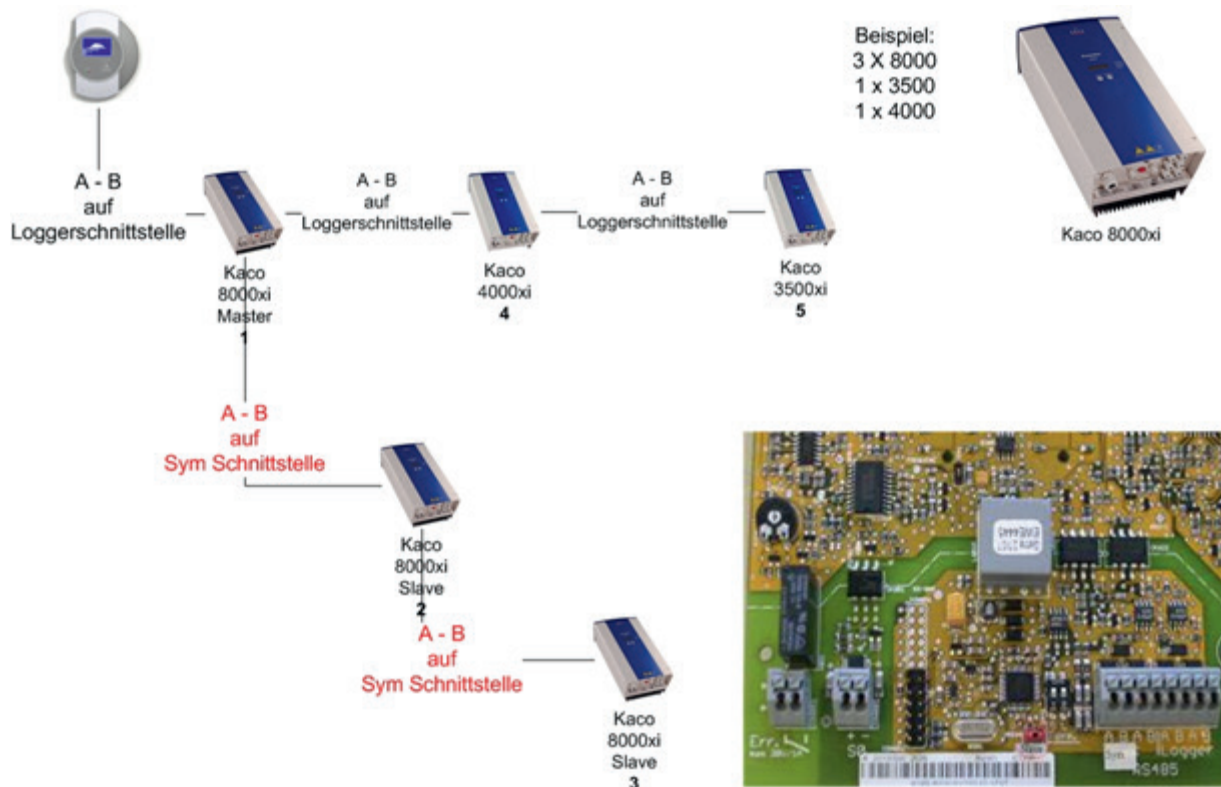 Beispiel:
3 X 8000
1 x 3500
1 x 4000
Kaco 8000xi
A - B
auf
Loggerschnittstelle
Kaco
8000xi
Master
1
A - B
auf
Loggerschnittstelle
Kaco
4000xi
4
A - B
auf
Loggerschnittstelle
Kaco
3500xi
5
A - B
auf
Sym Schnittstelle
Kaco
8000xi
Slave
2
A - B
auf
Sym Schnittstelle
Kaco
8000xi
Slave
3
Err.
+ -
S0
A B A B A B A B
Sym. Logger
RS485